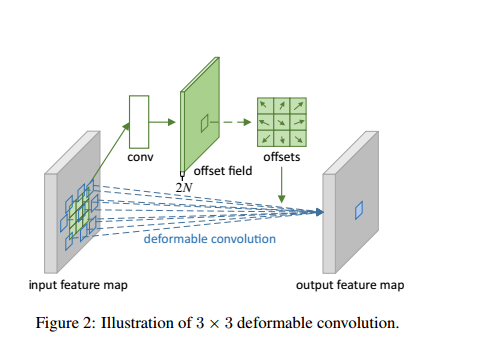 conv
offset field
offsets
2N
deformable convolution
input feature map
output feature map
Figure 2: Illustration of 3 × 3 deformable convolution.